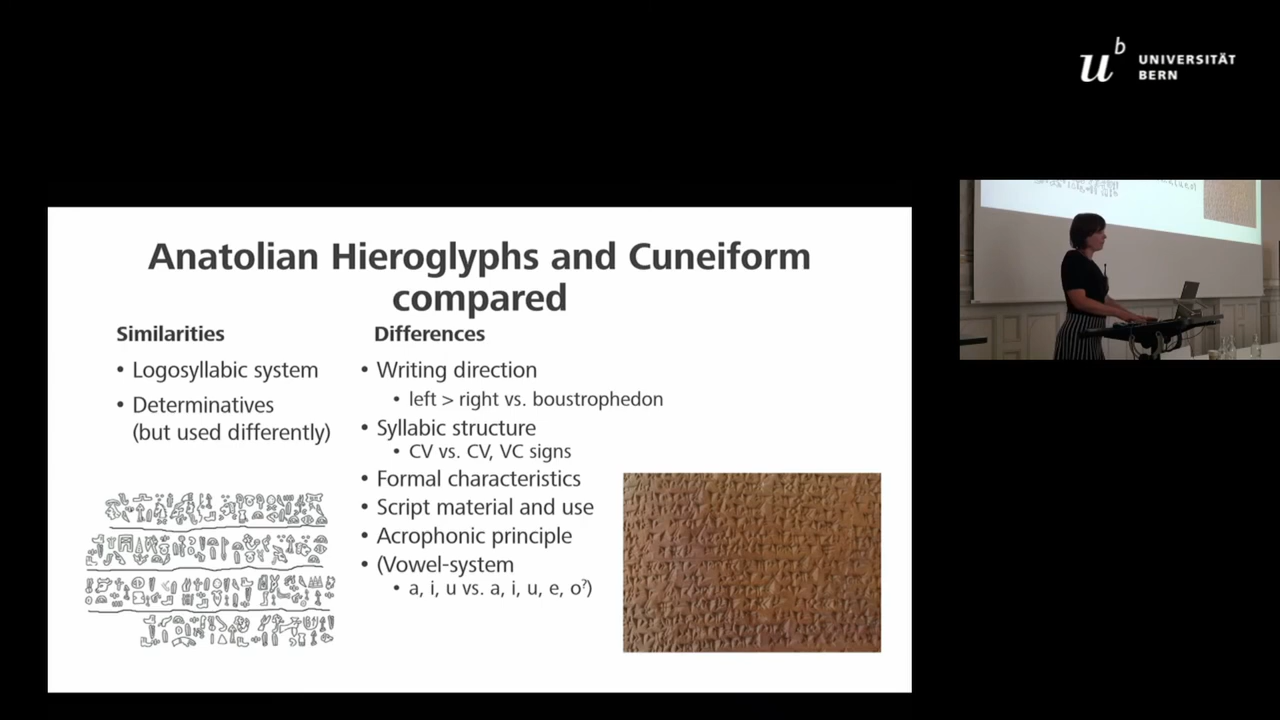 u b UNIVERSITÄT
BERN
Anatolian Hieroglyphs and Cuneiform
compared
Similarities
• Logosyllabic system
• Determinatives
(but used differently)
Differences
• Writing direction
• left > right vs. boustrophedon
• Syllabic structure
• CV vs. CV, VC signs
• Formal characteristics
• Script material and use
• Acrophonic principle
• (Vowel-system
• a, i, u vs. a, i, u, e, o?)